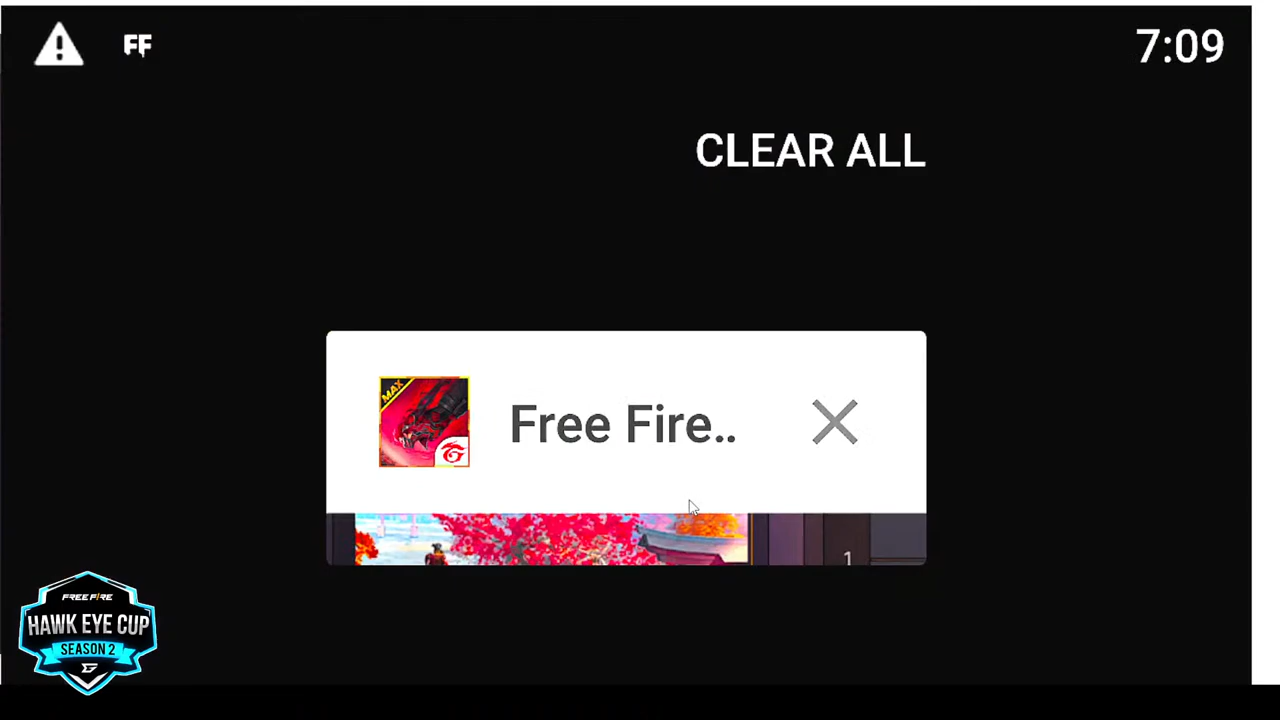 FF
7:09
CLEAR ALL
MAX
Free Fire..
1
FREE FIRE
HAWK EYE CUP
SEASON 2